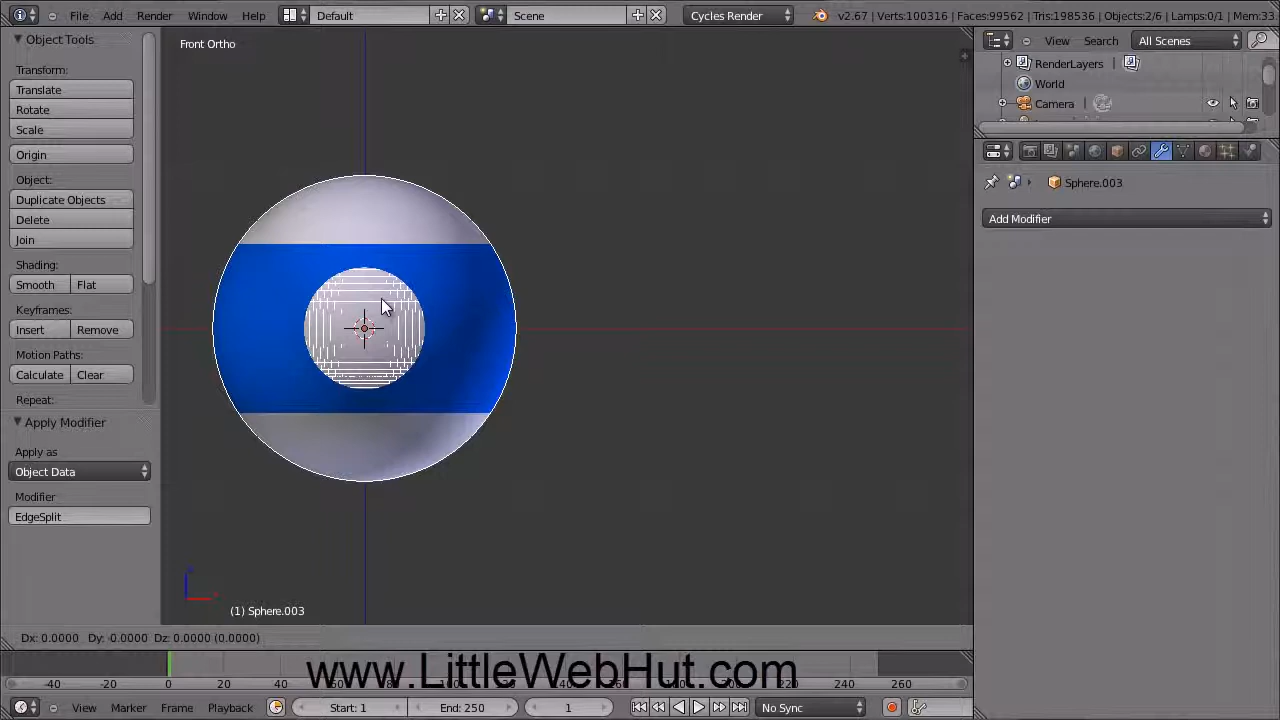 File Add Render Window Help Default Scene Cycles Render v2.67 | Verts:100316 | Faces:99562 | Tris:198536 | Objects:2/6 | Lamps:0/1 | Mem:33
Object Tools
Front Ortho
View Search All Scenes
Transform:
RenderLayers
Translate
World
Rotate
Camera
Scale
Origin
Object:
Sphere.003
Duplicate Objects
Delete
Add Modifier
Join
Shading:
Smooth Flat
Keyframes:
Insert Remove
Motion Paths:
Calculate Clear
Repeat:
Apply Modifier
Apply as
Object Data
Modifier
EdgeSplit
(1) Sphere.003
Dx: 0.0000 Dy: -0.0000 Dz: 0.0000 (0.0000)
www.LittleWebHut.com
-40 -20 0 20 40 200 220 240 260
View Marker Frame Playback Start: 1 End: 250 1 No Sync